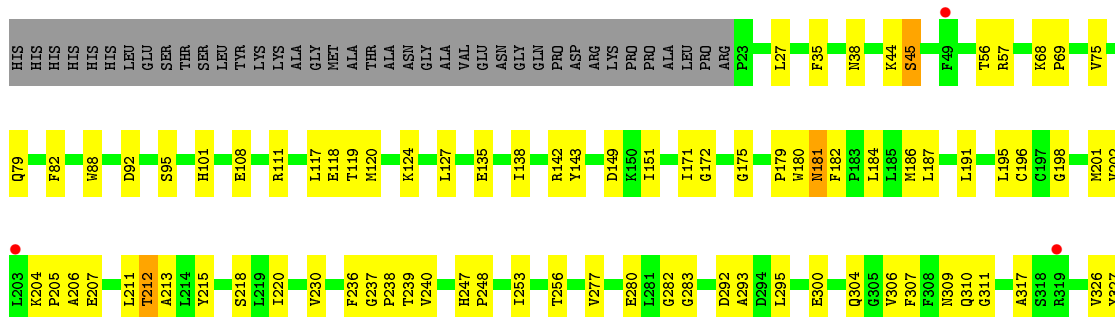 HIS HIS HIS HIS HIS HIS LEU GLU SER THR SER LEU TYR LYS LYS ALA GLY MET ALA THR ALA ASN GLY ALA VAL GLU ASN GLY GLN PRO ASP ARG LYS PRO PRO ALA LEU PRO ARG P23 L27 F35 N38 K44 S45 F49 T56 R57 K68 P69 V75
Q79 F82 W88 D92 S95 H101 E108 R111 L117 E118 T119 M120 K124 L127 E135 I138 R142 Y143 D149 K150 I151 I171 G172 G175 P179 W180 N181 F182 P183 L184 L185 M186 L187 L191 L195 C196 C197 G198 M201 V202
L203 K204 P205 A206 E207 L211 T212 A213 L214 Y215 S218 L219 I220 V230 F236 G237 P238 T239 V240 H247 P248 I253 T256 V277 E280 L281 G282 G283 D292 A293 D294 L295 E300 Q304 G305 V306 F307 F308 N309 Q310 G311 A317 S318 R319 V326 Y327